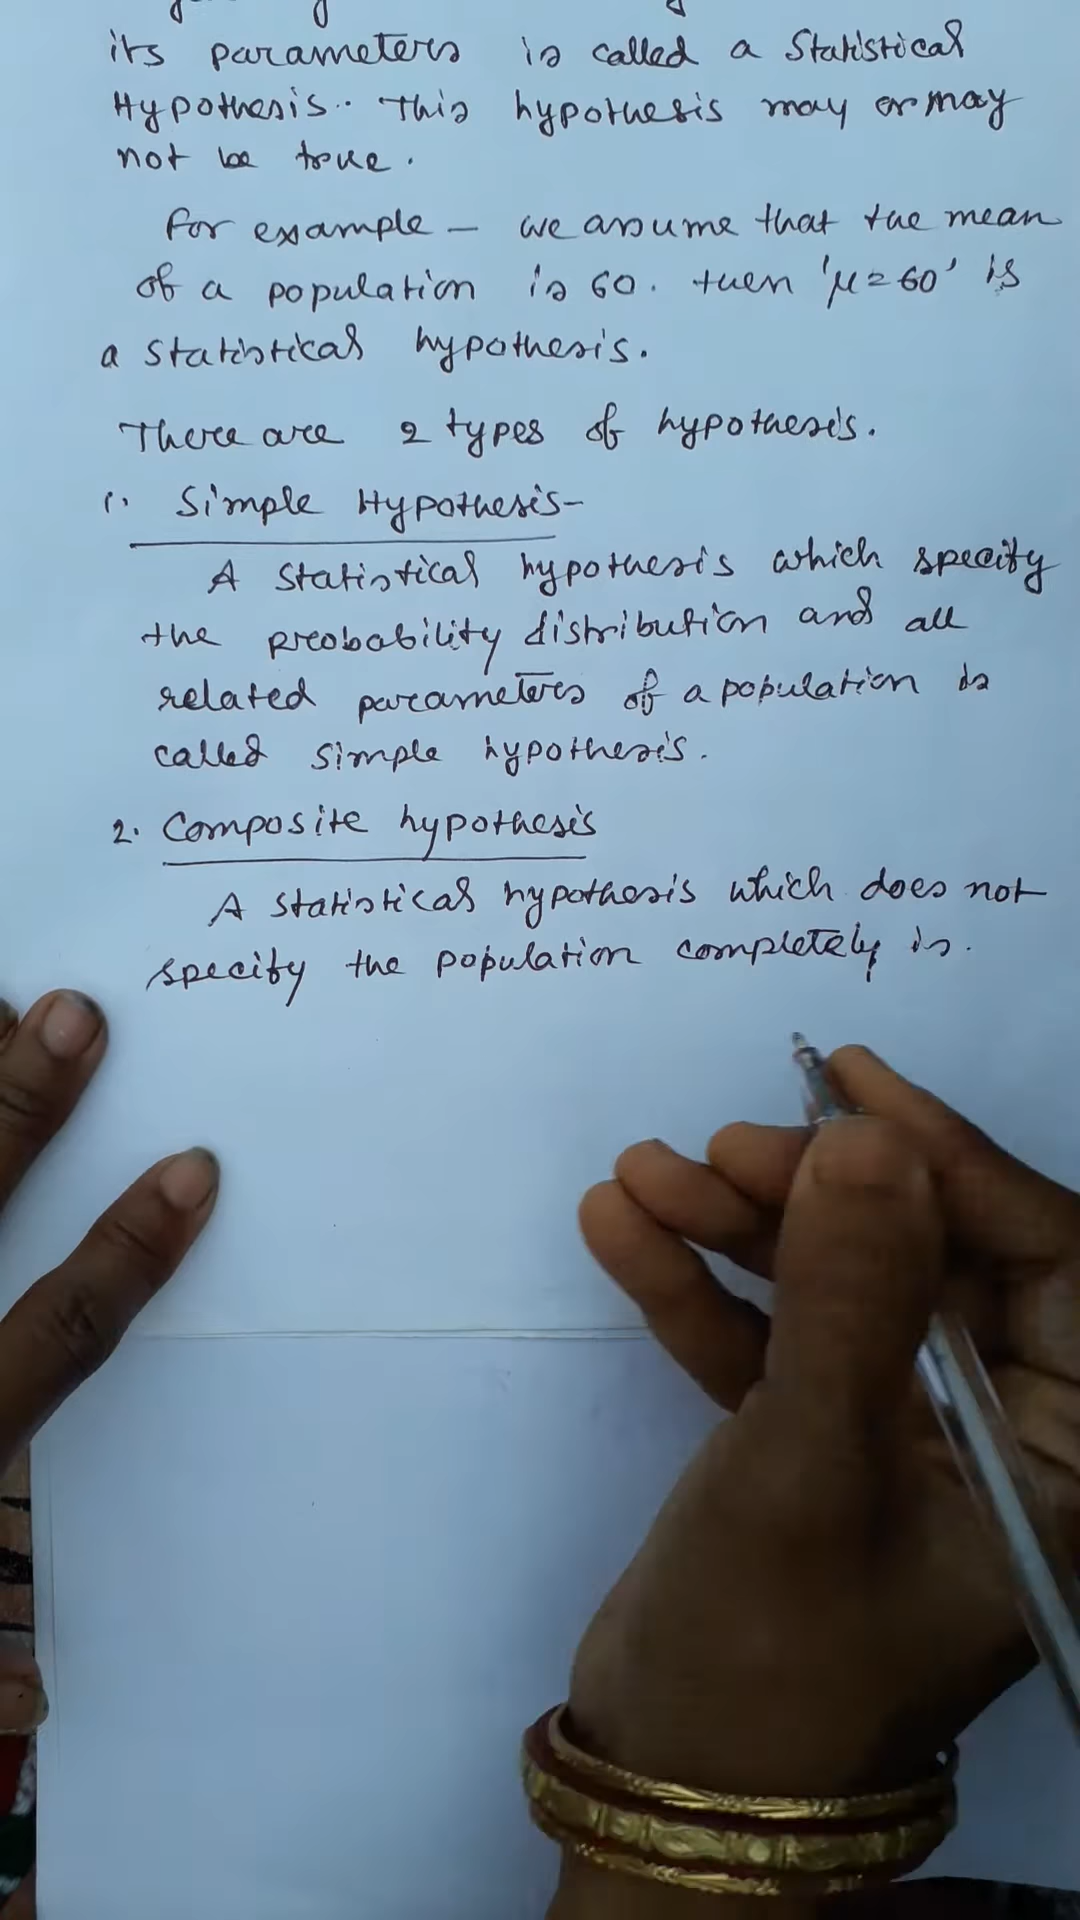 its parameters is called a Statistical
Hypothesis.. This hypothesis may or may
not be true.
For example - we assume that the mean
of a population is 60. then 'μ=60' is
a statistical hypothesis.
There are 2 types of hypothesis.
1. Simple Hypothesis-
A statistical hypothesis which specify
the probability distribution and all
related parameters of a population is
called simple hypothesis.
2. Composite hypothesis
A statistical hypothesis which does not
specify the population completely is.